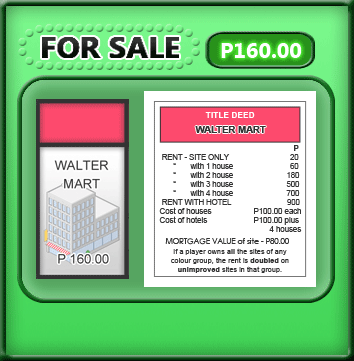 FOR SALE P160.00
WALTER
MART
P 160.00
TITLE DEED
WALTER MART
P
RENT - SITE ONLY 20
" with 1 house 60
" with 2 house 180
" with 3 house 500
" with 4 house 700
RENT WITH HOTEL 900
Cost of houses P100.00 each
Cost of hotels P100.00 plus
4 houses
MORTGAGE VALUE of site - P80.00
If a player owns all the sites of any
colour group, the rent is doubled on
unimproved sites in that group.